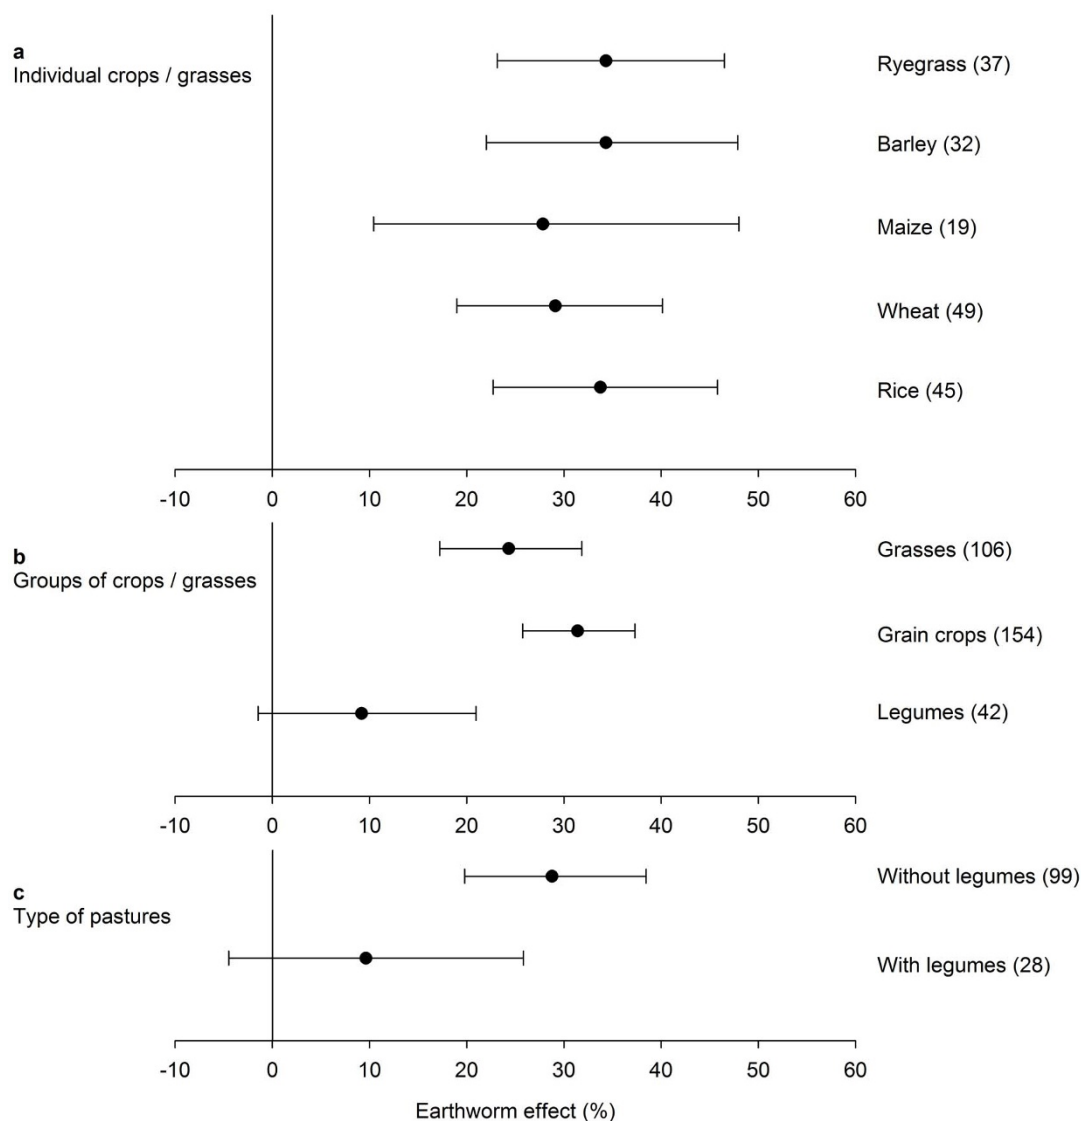 a
Individual crops / grasses
Ryegrass (37)
Barley (32)
Maize (19)
Wheat (49)
Rice (45)
-10 0 10 20 30 40 50 60
b
Groups of crops / grasses
Grasses (106)
Grain crops (154)
Legumes (42)
-10 0 10 20 30 40 50 60
c
Type of pastures
Without legumes (99)
With legumes (28)
-10 0 10 20 30 40 50 60
Earthworm effect (%)